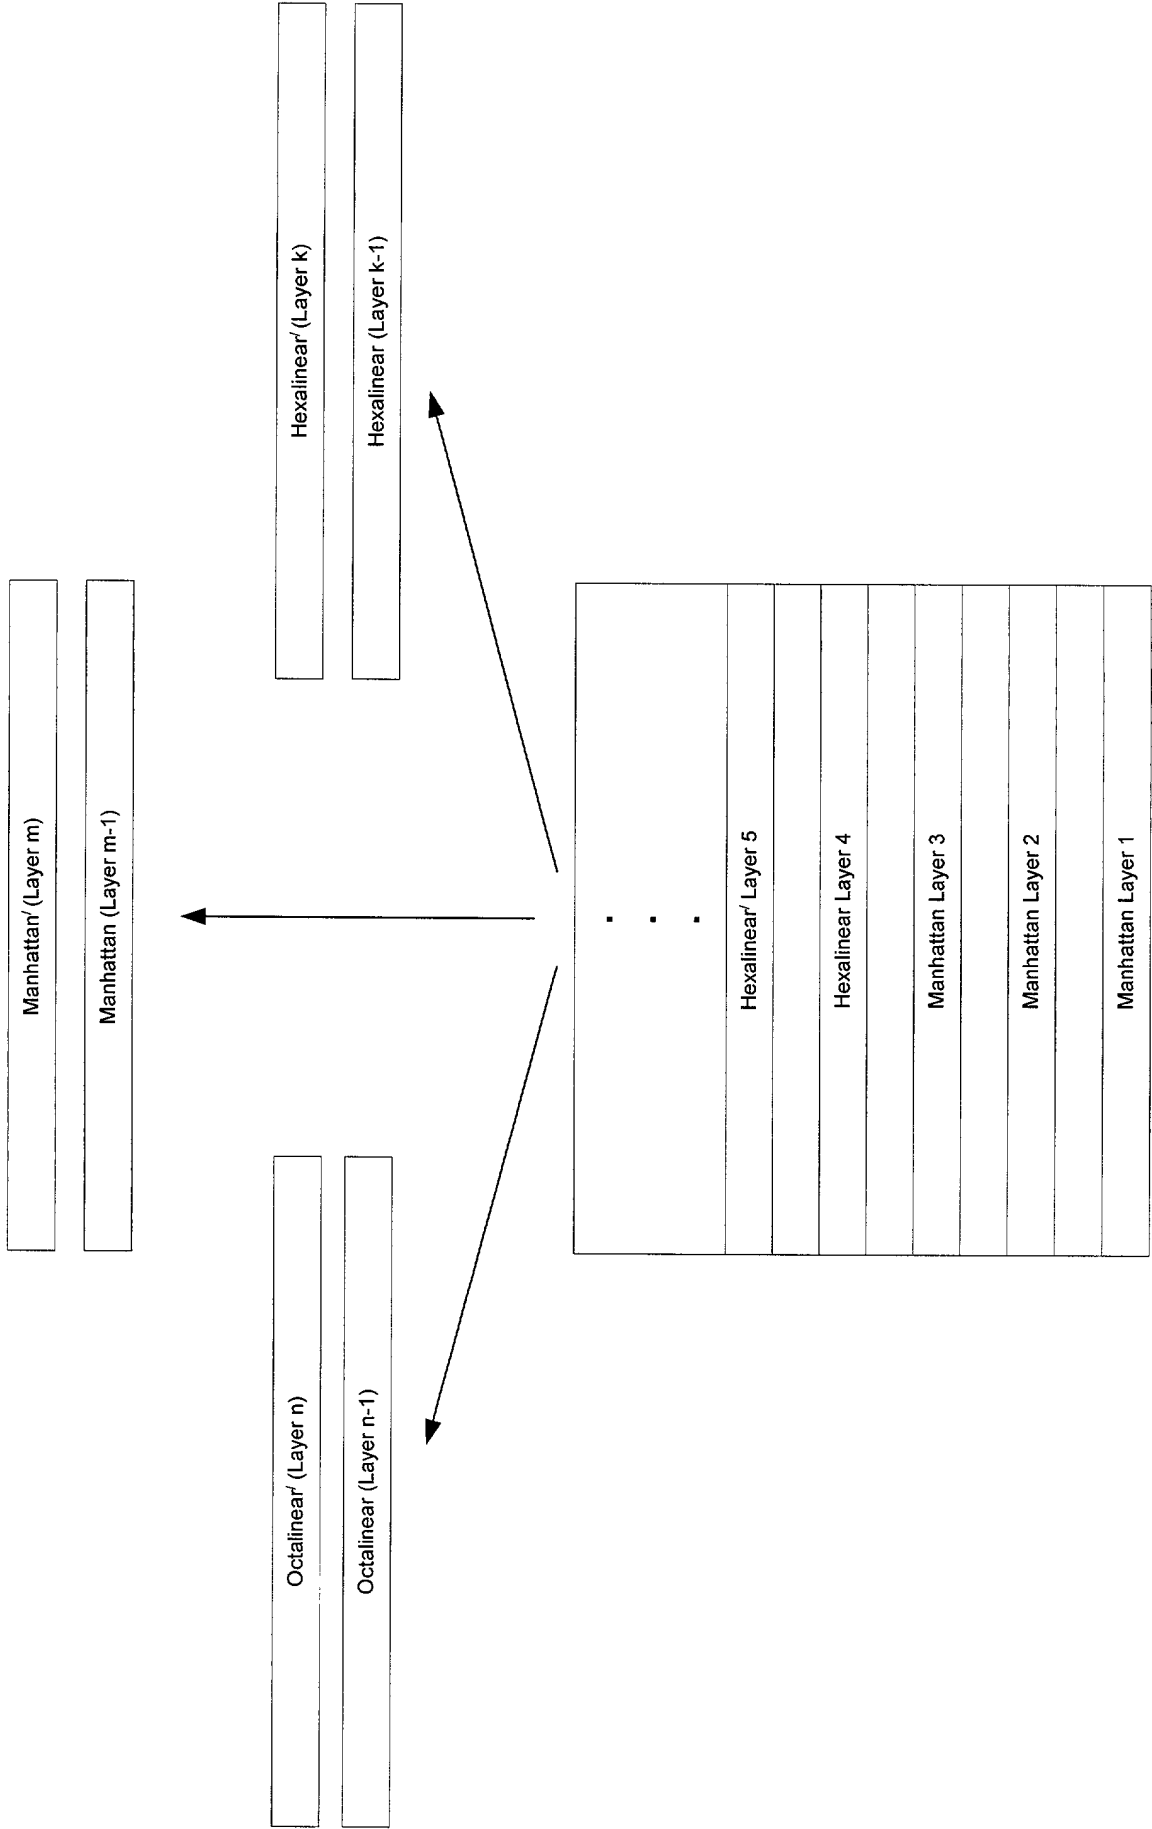 Manhattan′ (Layer m)
Manhattan (Layer m-1)
Octalinear′ (Layer n)
Octalinear (Layer n-1)
Hexalinear′ (Layer k)
Hexalinear (Layer k-1)
Hexalinear′ Layer 5
Hexalinear Layer 4
Manhattan Layer 3
Manhattan Layer 2
Manhattan Layer 1